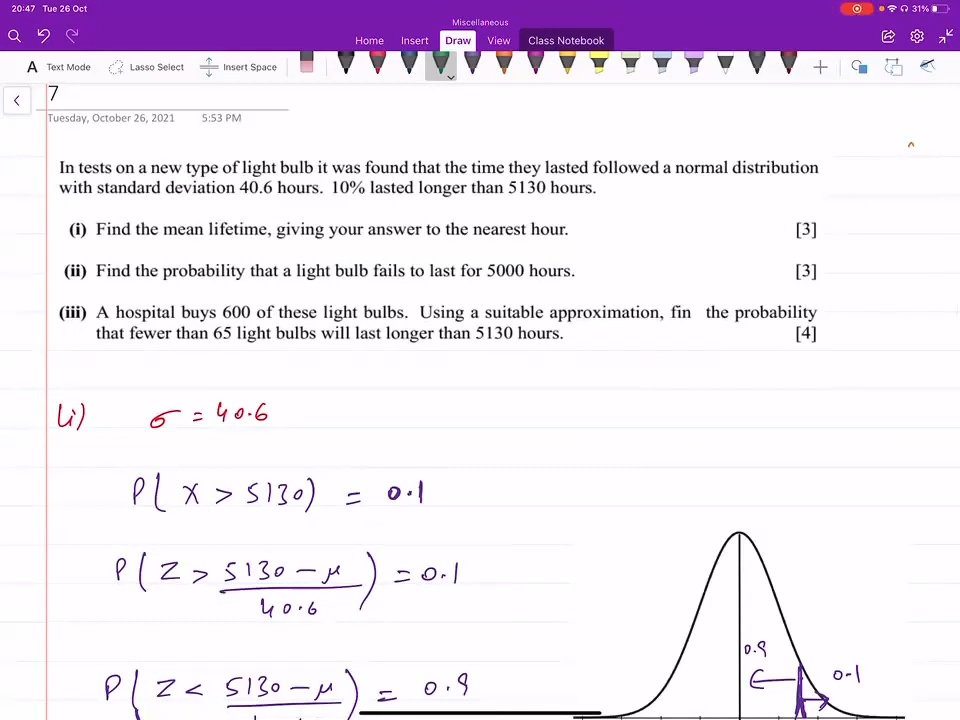 20:47 Tue 26 Oct
31%
Miscellaneous
Home Insert Draw View Class Notebook
A Text Mode Lasso Select Insert Space
7
Tuesday, October 26, 2021 5:53 PM
In tests on a new type of light bulb it was found that the time they lasted followed a normal distribution
with standard deviation 40.6 hours. 10% lasted longer than 5130 hours.
(i) Find the mean lifetime, giving your answer to the nearest hour. [3]
(ii) Find the probability that a light bulb fails to last for 5000 hours. [3]
(iii) A hospital buys 600 of these light bulbs. Using a suitable approximation, fin the probability
that fewer than 65 light bulbs will last longer than 5130 hours. [4]
(i) σ = 40.6
P( X > 5130) = 0.1
P( Z > 5130 - μ / 40.6 ) = 0.1
0.9
0.1
P( Z < 5130 - μ ) = 0.9